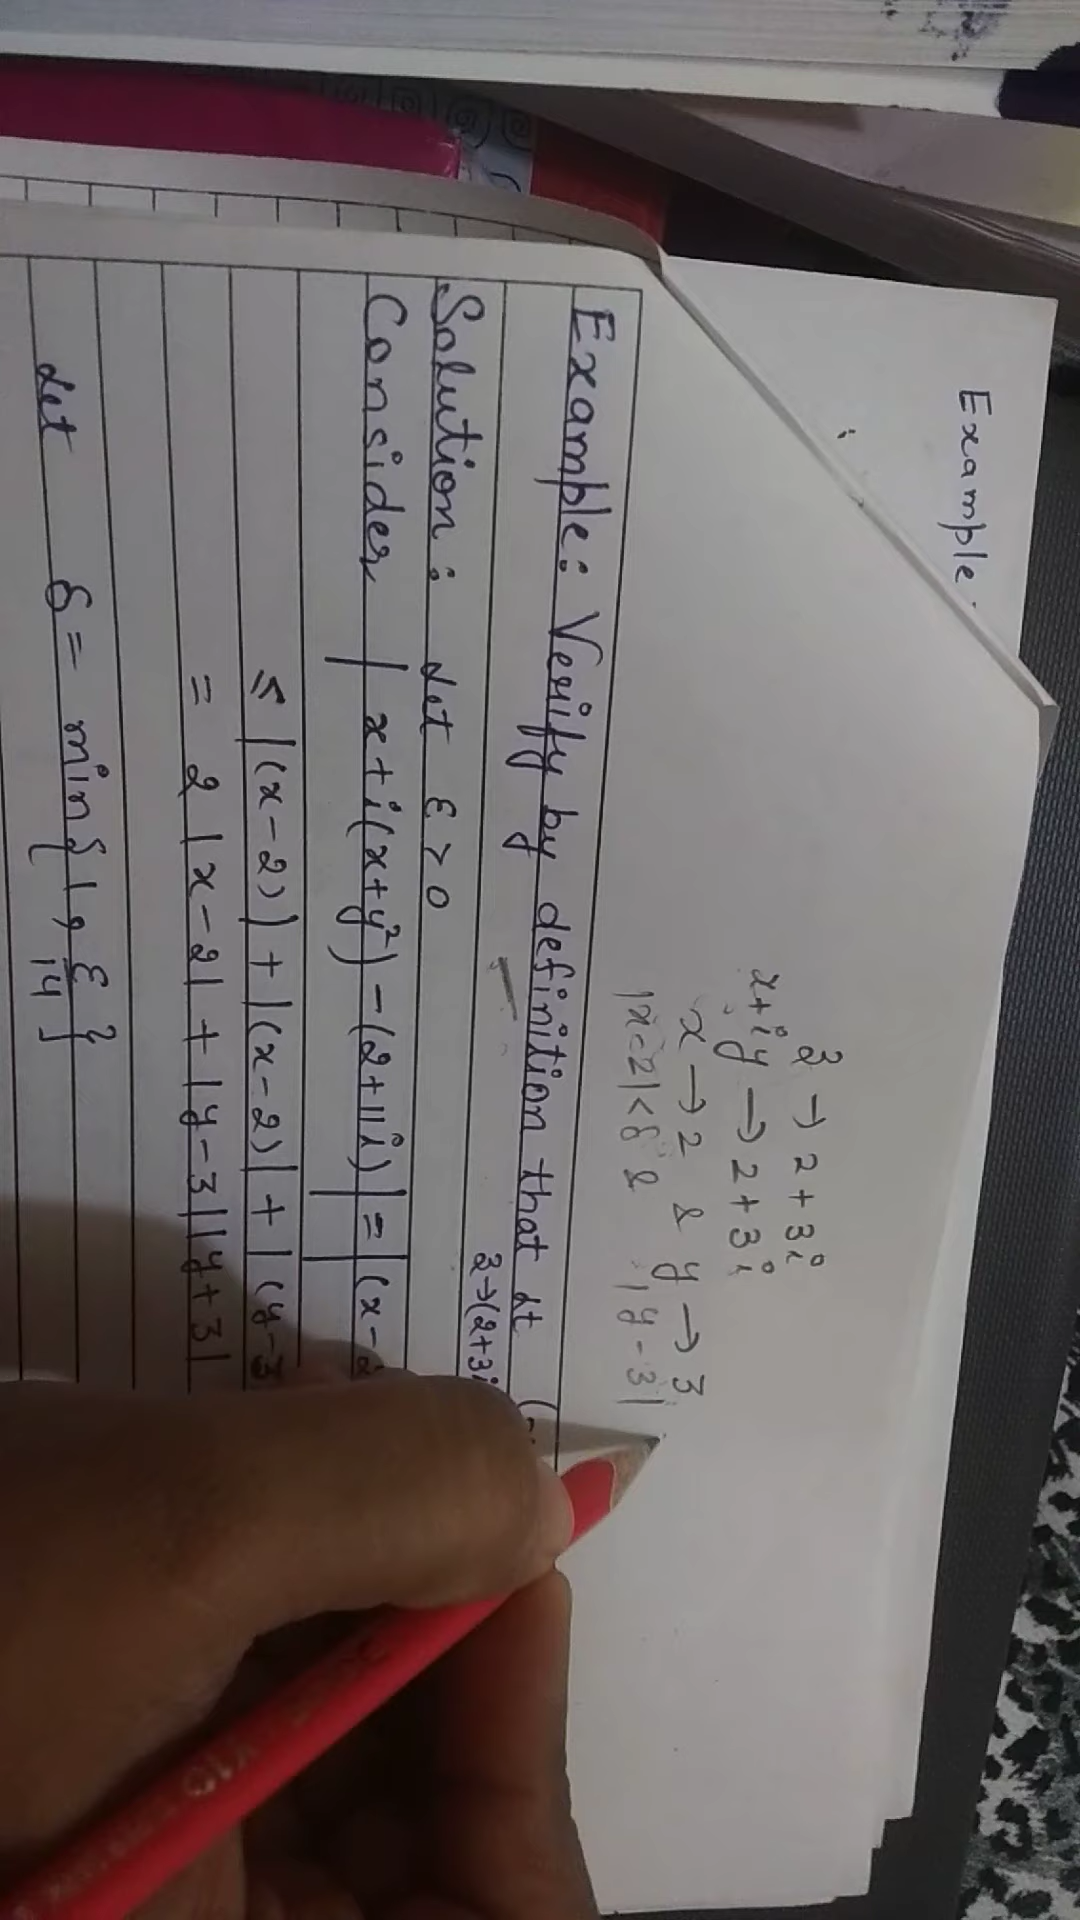 Example.
z → 2+3i
x+iy → 2+3i
x → 2 & y → 3
|x-2|<δ & |y-3|
Example: Verify by definition that lt (
z→(2+3i
Solution: Let ε>0
Consider | x+i(x+y²) - (2+11i)| = |(x-2
≤ |(x-2)| + |(x-2)| + |(y-3
= 2|x-2| + |y-3||y+3|
Let δ = min{1, ε/14}